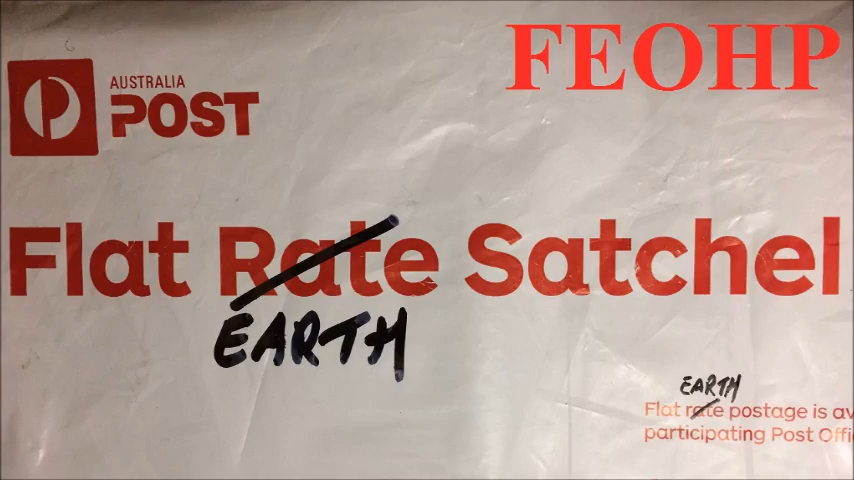 FEOHP
AUSTRALIA
POST
Flat Rate Satchel
EARTH
EARTH
Flat rate postage is av
participating Post Offi